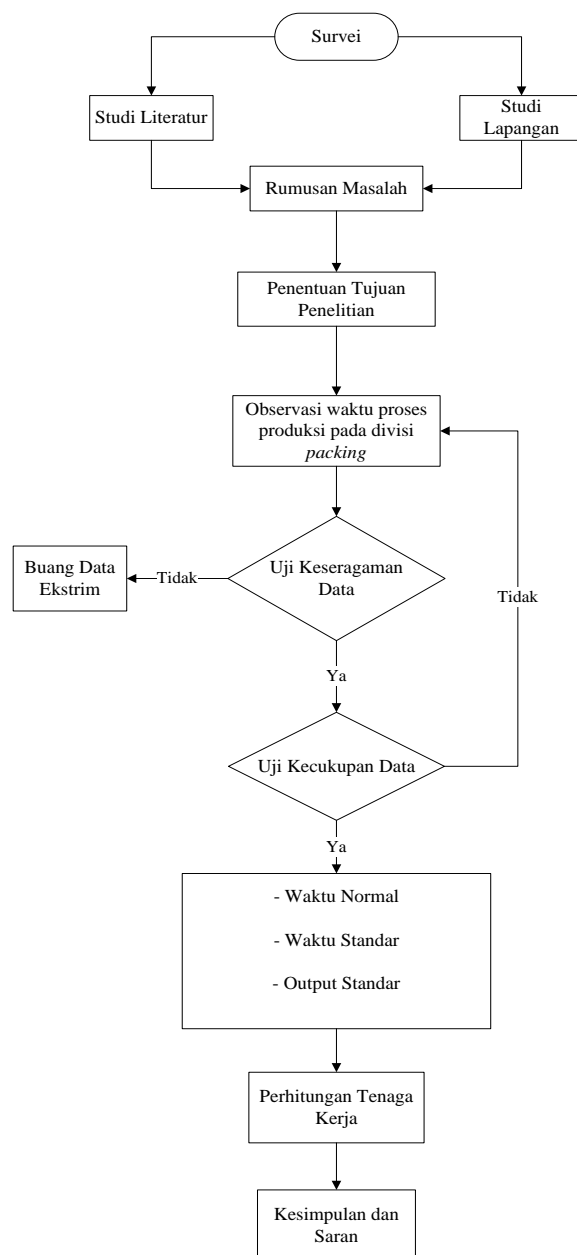 Survei
Studi Literatur
Studi
Lapangan
Rumusan Masalah
Penentuan Tujuan
Penelitian
Observasi waktu proses
produksi pada divisi
packing
Uji Keseragaman
Data
Tidak
Buang Data
Ekstrim
Tidak
Ya
Uji Kecukupan Data
Ya
- Waktu Normal
- Waktu Standar
- Output Standar
Perhitungan Tenaga
Kerja
Kesimpulan dan
Saran